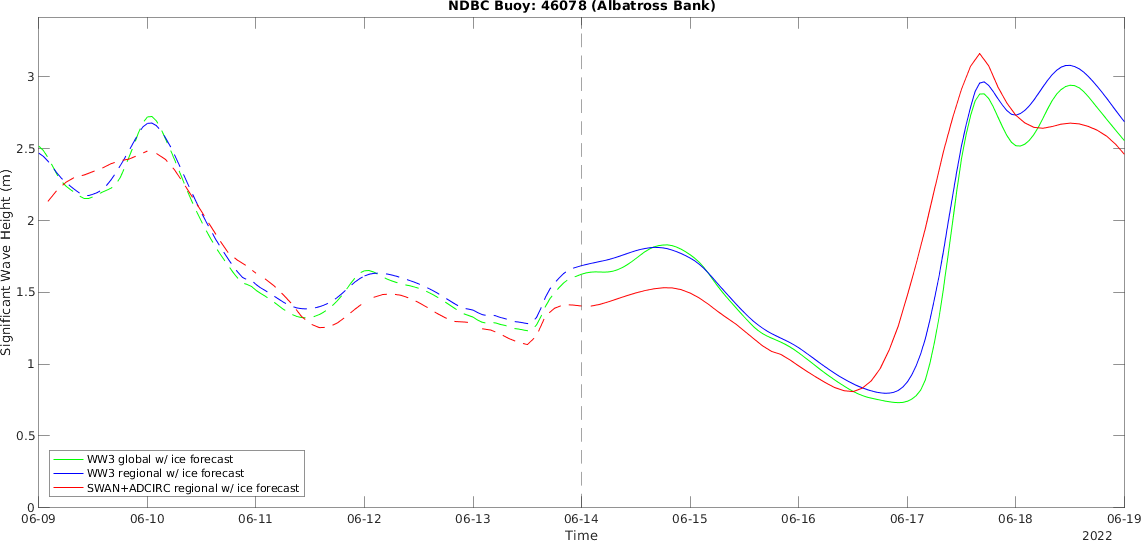 NDBC Buoy: 46078 (Albatross Bank)
Significant Wave Height (m)
3
2.5
2
1.5
1
0.5
0
WW3 global w/ ice forecast
WW3 regional w/ ice forecast
SWAN+ADCIRC regional w/ ice forecast
06-09 06-10 06-11 06-12 06-13 06-14 06-15 06-16 06-17 06-18 06-19
Time
2022